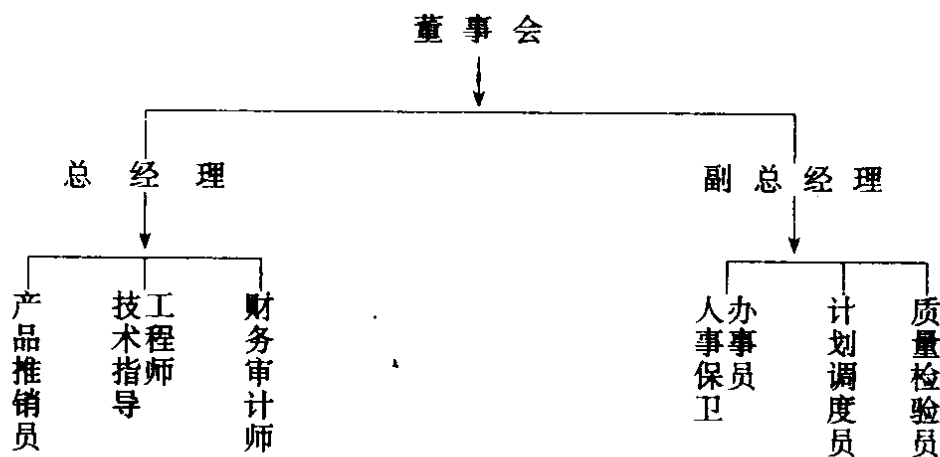 董事会
总经理
副总经理
产品推销员
技术指导
工程师
财务审计师
人事保卫
办事员
计划调度员
质量检验员